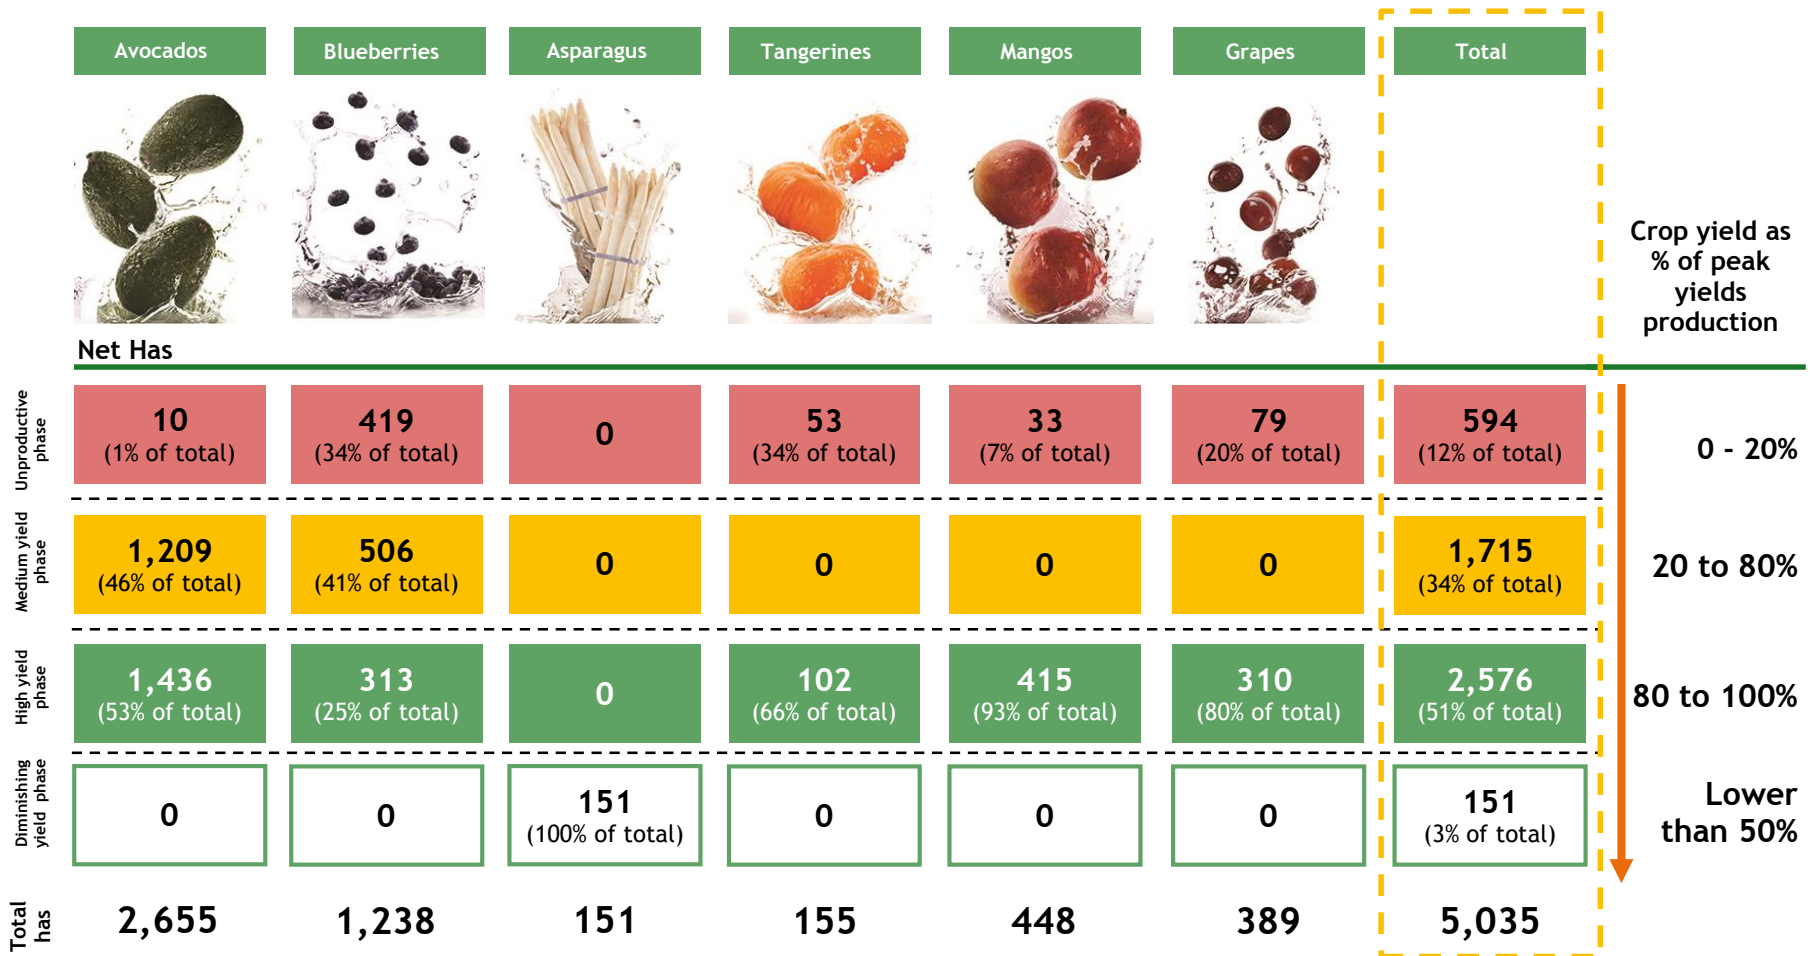 Avocados
Blueberries
Asparagus
Tangerines
Mangos
Grapes
Total
Crop yield as
% of peak
yields
production
Net Has
Unproductive
phase
10
(1% of total)
419
(34% of total)
0
53
(34% of total)
33
(7% of total)
79
(20% of total)
594
(12% of total)
0 - 20%
Medium yield
phase
1,209
(46% of total)
506
(41% of total)
0
0
0
0
1,715
(34% of total)
20 to 80%
High yield
phase
1,436
(53% of total)
313
(25% of total)
0
102
(66% of total)
415
(93% of total)
310
(80% of total)
2,576
(51% of total)
80 to 100%
Diminishing
yield phase
0
0
151
(100% of total)
0
0
0
151
(3% of total)
Lower
than 50%
Total
has
2,655
1,238
151
155
448
389
5,035